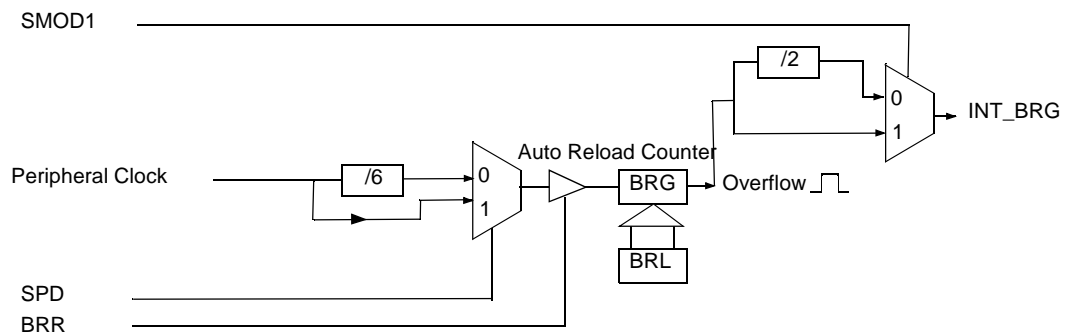 SMOD1
/2
0
1
INT_BRG
Auto Reload Counter
Peripheral Clock
/6
0
1
BRG
Overflow
BRL
SPD
BRR